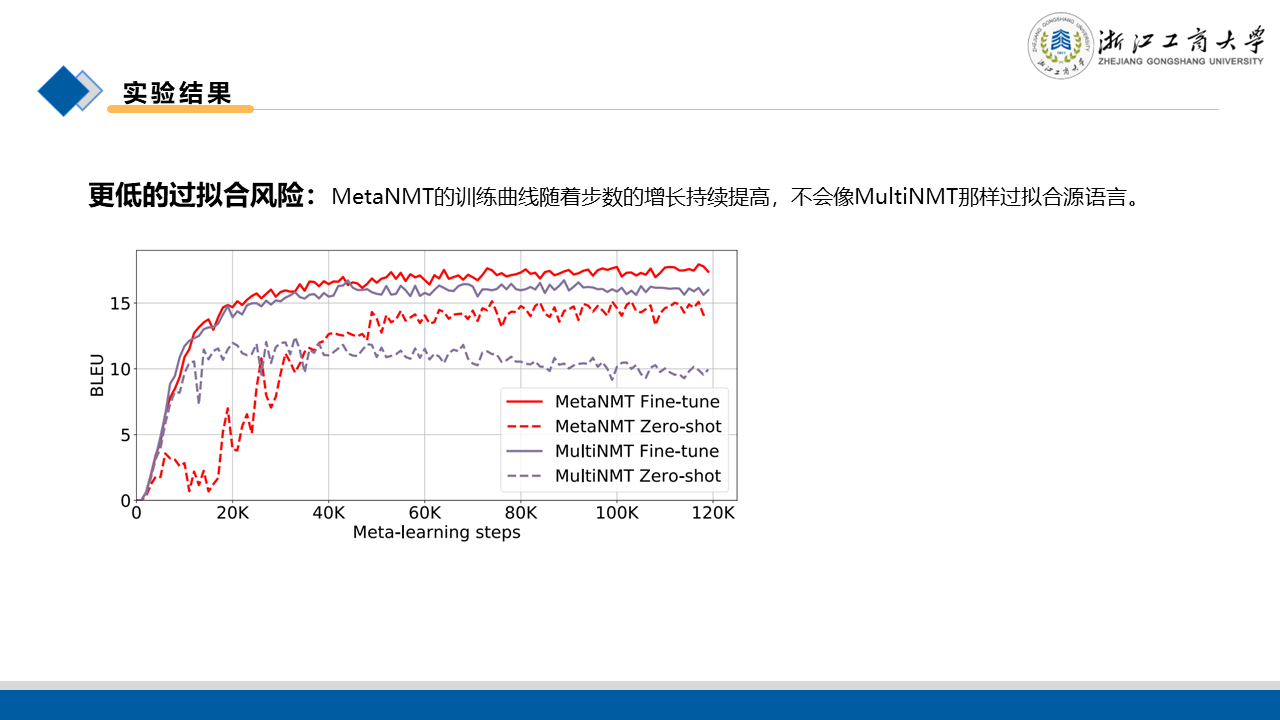 浙江工商大学
ZHEJIANG GONGSHANG UNIVERSITY
实验结果
更低的过拟合风险：MetaNMT的训练曲线随着步数的增长持续提高，不会像MultiNMT那样过拟合源语言。
15
10
5
0
BLEU
MetaNMT Fine-tune
MetaNMT Zero-shot
MultiNMT Fine-tune
MultiNMT Zero-shot
0 20K 40K 60K 80K 100K 120K
Meta-learning steps